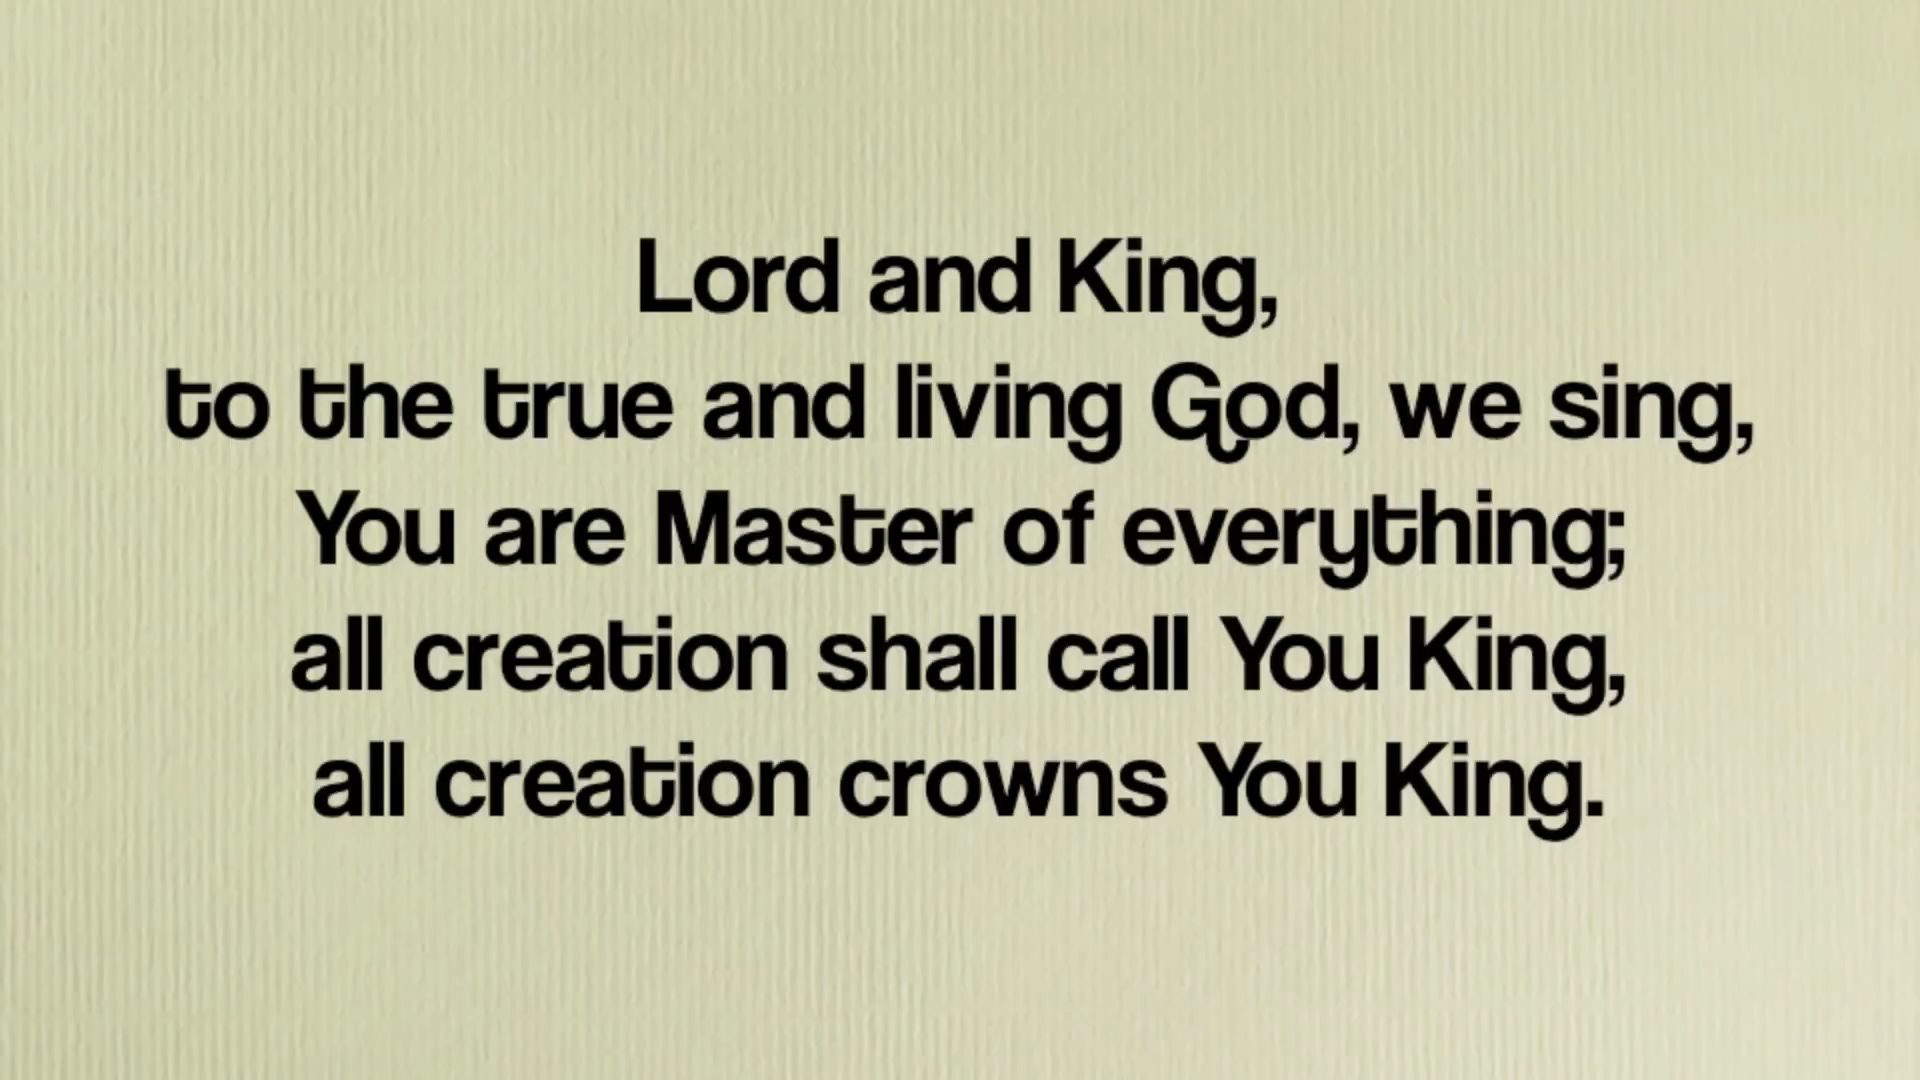 Lord and King,
to the true and living God, we sing,
You are Master of everything;
all creation shall call You King,
all creation crowns You King.